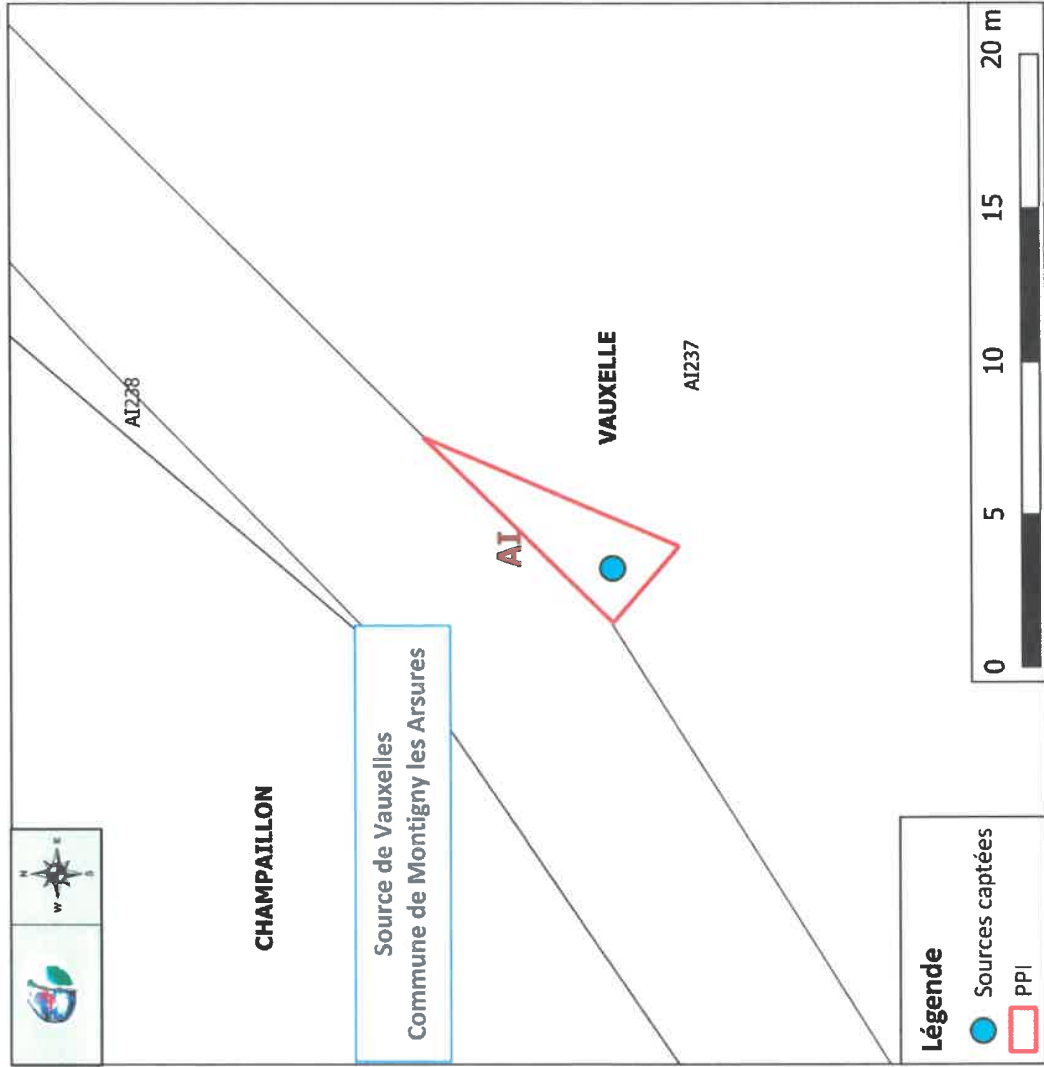 N
W E
S
AI238
CHAMPAILLON
Source de Vauxelles
Commune de Montigny les Arsures
AI
VAUXELLE
AI237
Légende
Sources captées
PPI
0 5 10 15 20 m